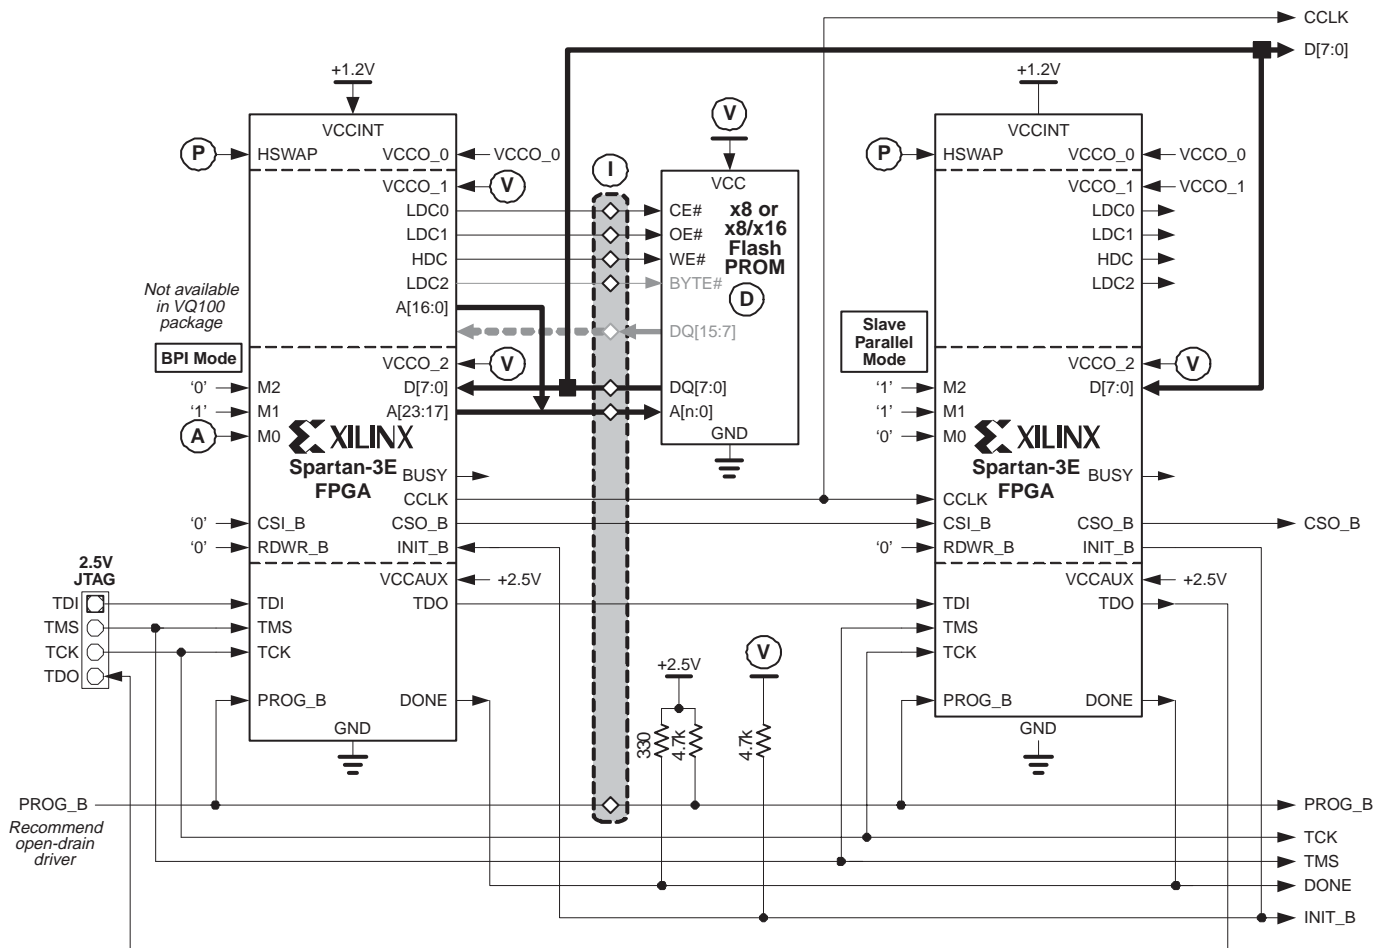 CCLK
D[7:0]
+1.2V
+1.2V
VCCINT
VCCINT
V
P
HSWAP
VCCO_0
VCCO_0
P
HSWAP
VCCO_0
VCCO_0
I
VCCO_1
V
VCC
VCCO_1
VCCO_1
LDC0
CE#
x8 or
x8/x16
Flash
PROM
D
LDC0
LDC1
OE#
LDC1
HDC
WE#
HDC
LDC2
BYTE#
LDC2
Not available
in VQ100
package
A[16:0]
DQ[15:7]
Slave
Parallel
Mode
BPI Mode
VCCO_2
V
VCCO_2
V
'0'
M2
D[7:0]
DQ[7:0]
'1'
M2
D[7:0]
'1'
M1
A[23:17]
A[n:0]
'1'
M1
A
M0
GND
'0'
M0
XILINX
Spartan-3E
FPGA
XILINX
Spartan-3E
FPGA
BUSY
BUSY
CCLK
CCLK
'0'
CSI_B
CSO_B
CSI_B
CSO_B
CSO_B
'0'
RDWR_B
INIT_B
'0'
RDWR_B
INIT_B
2.5V
JTAG
VCCAUX
+2.5V
VCCAUX
+2.5V
TDI
TDI
TDO
TDI
TDO
TMS
TMS
TMS
TCK
TCK
V
TCK
TDO
+2.5V
PROG_B
DONE
PROG_B
DONE
GND
330
4.7k
4.7k
GND
PROG_B
PROG_B
Recommend
open-drain
driver
TCK
TMS
DONE
INIT_B